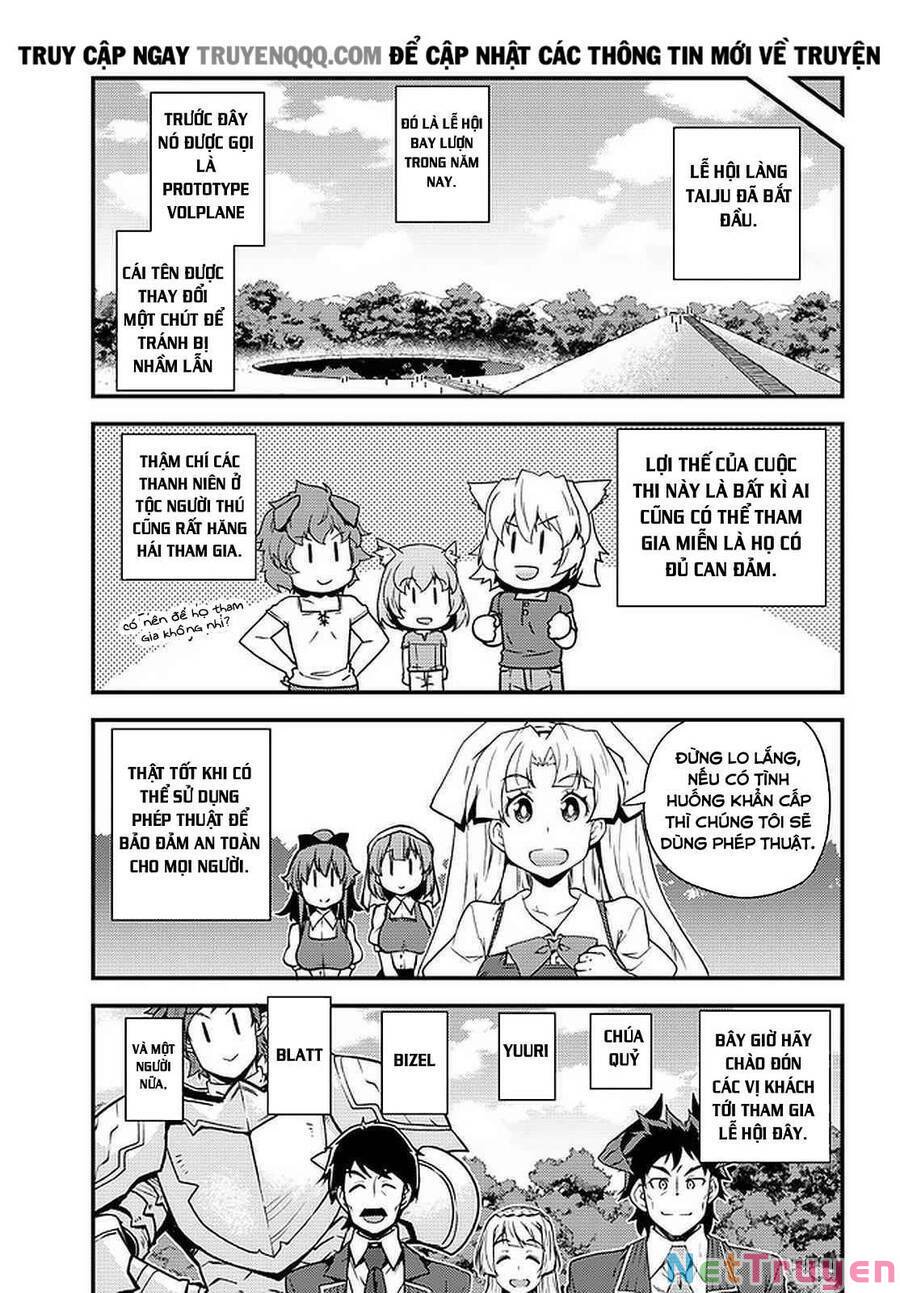 TRUY CẬP NGAY TRUYENQQQ.COM ĐỂ CẬP NHẬT CÁC THÔNG TIN MỚI VỀ TRUYỆN
LỄ HỘI LÀNG
TAIJU ĐÃ BẮT
ĐẦU.
ĐÓ LÀ LỄ HỘI
BAY LƯỢN
TRONG NĂM
NAY.
TRƯỚC ĐÂY
NÓ ĐƯỢC GỌI
LÀ
PROTOTYPE
VOLPLANE
CÁI TÊN ĐƯỢC
THAY ĐỔI
MỘT CHÚT ĐỂ
TRÁNH BỊ
NHẦM LẪN
LỢI THẾ CỦA CUỘC
THI NÀY LÀ BẤT KÌ AI
CŨNG CÓ THỂ THAM
GIA MIỄN LÀ HỌ CÓ
ĐỦ CAN ĐẢM.
THẬM CHÍ CÁC
THANH NIÊN Ở
TỘC NGƯỜI THÚ
CŨNG RẤT HĂNG
HÁI THAM GIA.
có nên để họ tham
gia không nhỉ?
ĐỪNG LO LẮNG,
NẾU CÓ TÌNH
HUỐNG KHẨN CẤP
THÌ CHÚNG TÔI SẼ
DÙNG PHÉP THUẬT.
THẬT TỐT KHI CÓ
THỂ SỬ DỤNG
PHÉP THUẬT ĐỂ
BẢO ĐẢM AN TOÀN
CHO MỌI NGƯỜI.
BÂY GIỜ HÃY
CHÀO ĐÓN
CÁC VỊ KHÁCH
TỚI THAM GIA
LỄ HỘI ĐÂY.
CHÚA
QUỶ
YUURI
BIZEL
BLATT
VÀ MỘT
NGƯỜI
NỮA.
NetTruyen